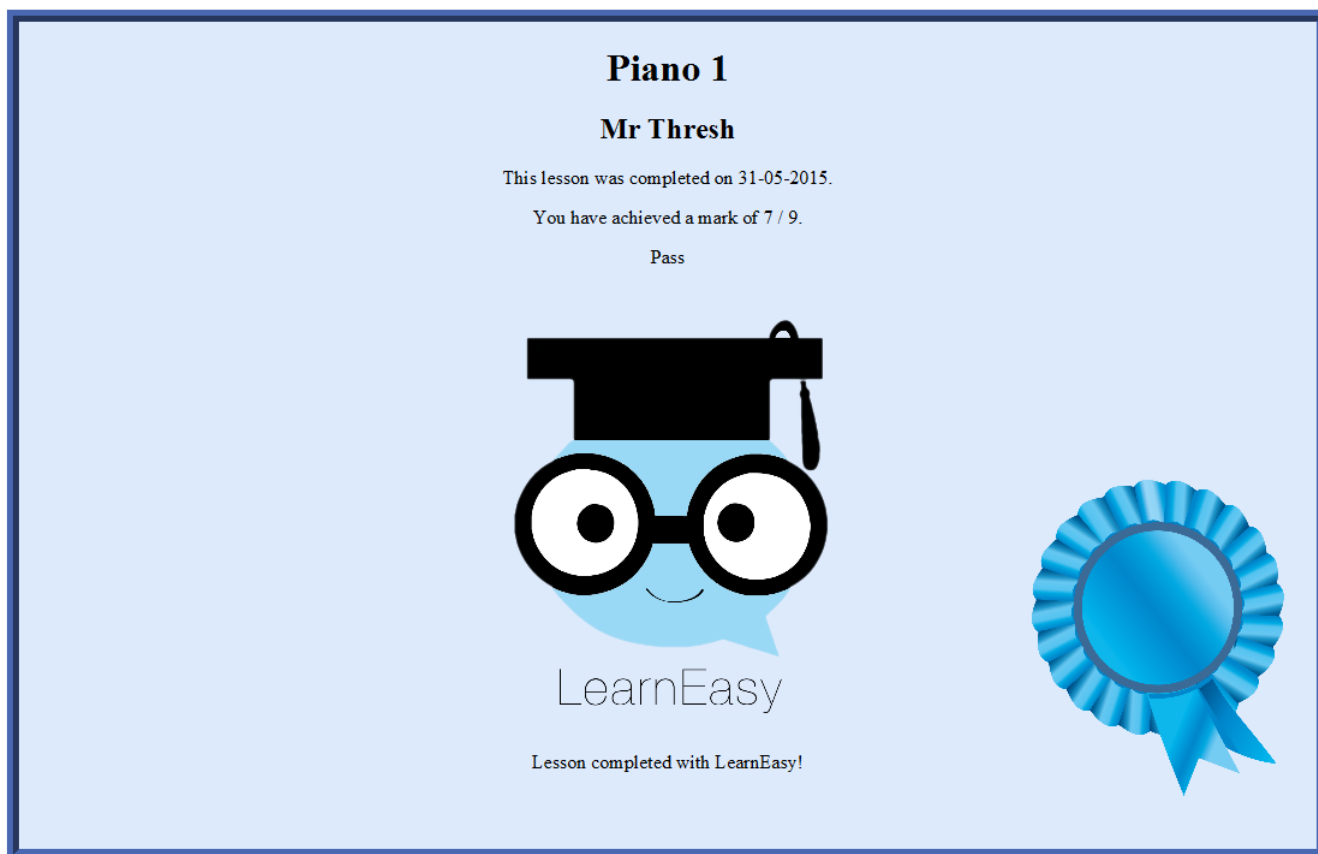 Piano 1
Mr Thresh
This lesson was completed on 31-05-2015.
You have achieved a mark of 7 / 9.
Pass
LearnEasy
Lesson completed with LearnEasy!